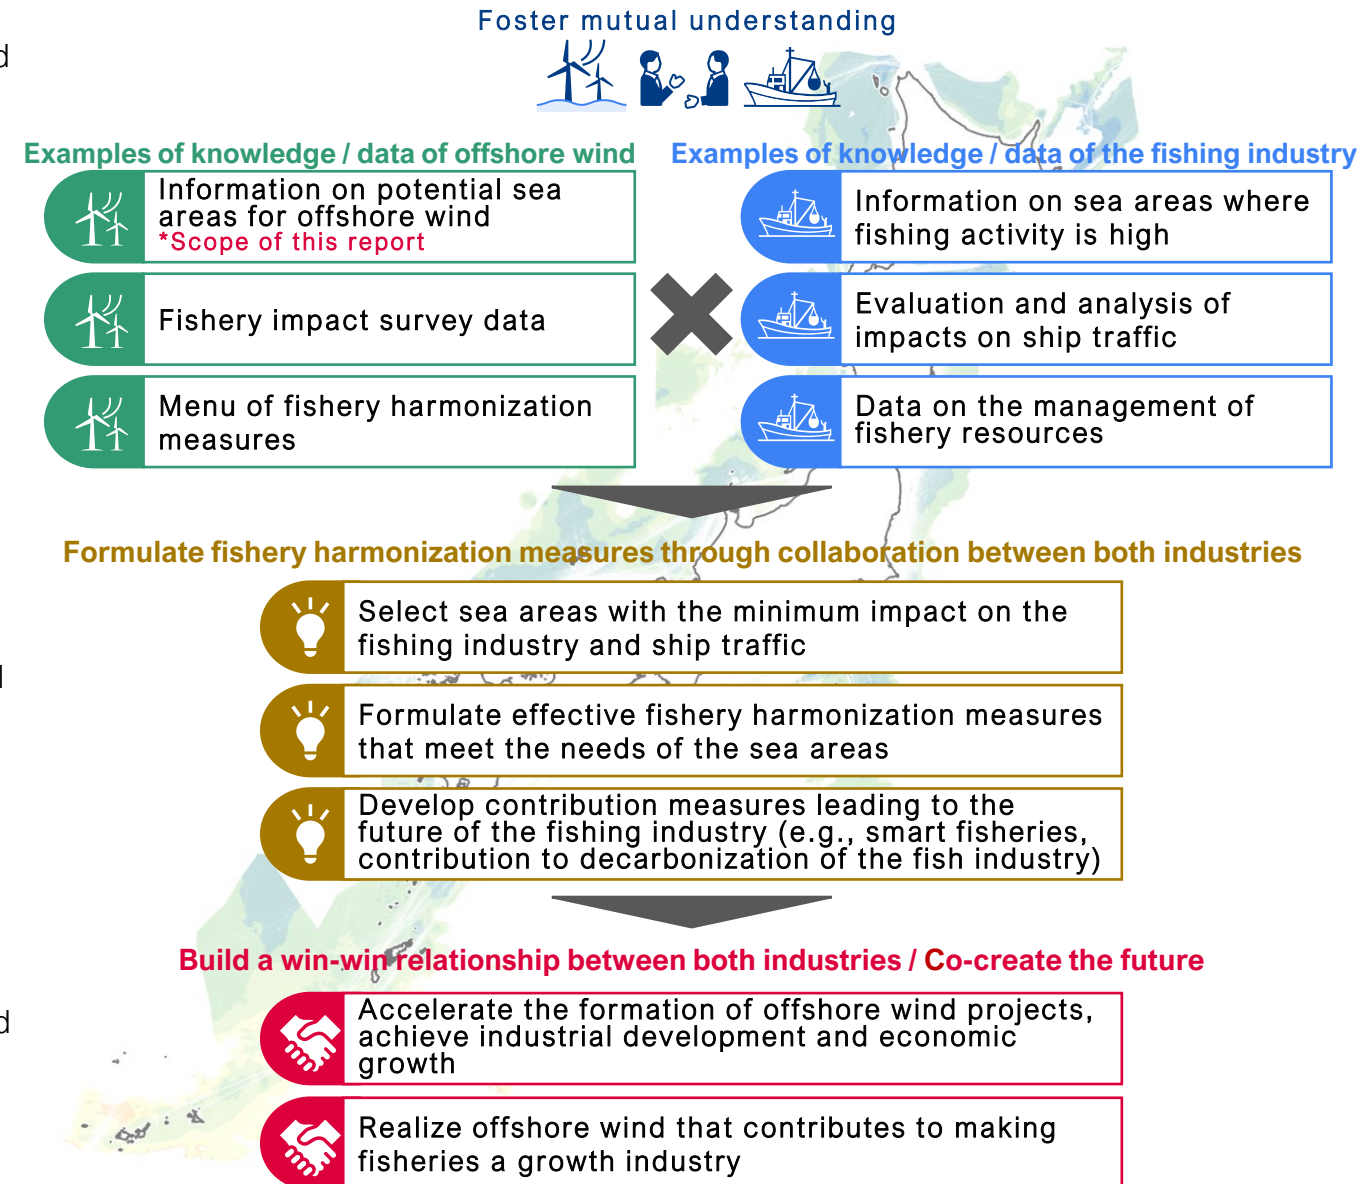 Foster mutual understanding
d
Examples of knowledge / data of offshore wind
Information on potential sea
areas for offshore wind
*Scope of this report
Fishery impact survey data
Menu of fishery harmonization
measures
Examples of knowledge / data of the fishing industry
Information on sea areas where
fishing activity is high
Evaluation and analysis of
impacts on ship traffic
Data on the management of
fishery resources
Formulate fishery harmonization measures through collaboration between both industries
Select sea areas with the minimum impact on the
fishing industry and ship traffic
Formulate effective fishery harmonization measures
that meet the needs of the sea areas
Develop contribution measures leading to the
future of the fishing industry (e.g., smart fisheries,
contribution to decarbonization of the fish industry)
Build a win-win relationship between both industries / Co-create the future
d
Accelerate the formation of offshore wind projects,
achieve industrial development and economic
growth
Realize offshore wind that contributes to making
fisheries a growth industry